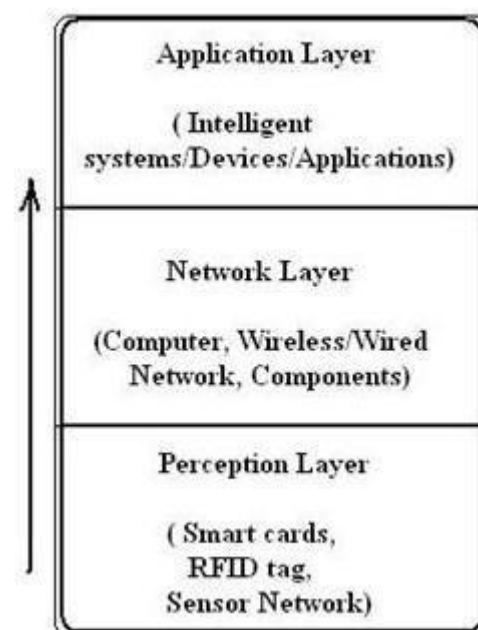 Application Layer
( Intelligent
systems/Devices/Applications)
Network Layer
(Computer, Wireless/Wired
Network, Components)
Perception Layer
( Smart cards,
RFID tag,
Sensor Network)